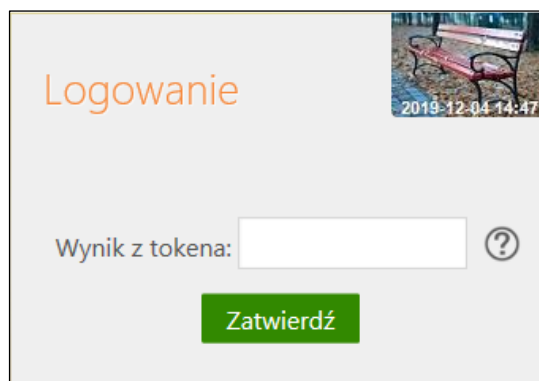 Logowanie
2019-12-04 14:47
Wynik z tokena:
?
Zatwierdź